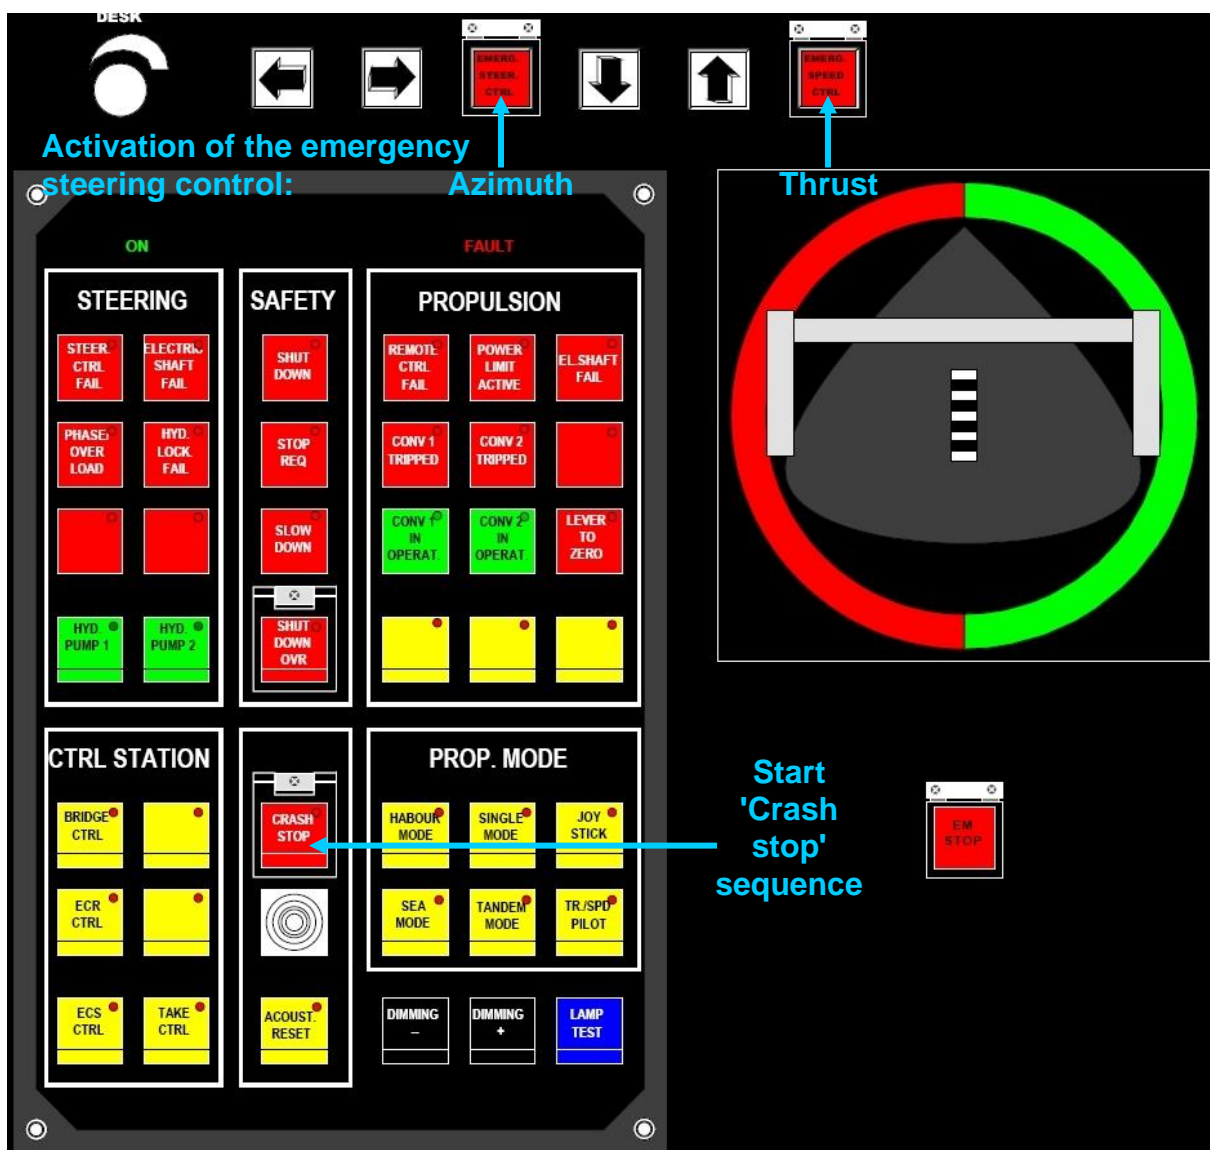 DESK
EMERG.
STEER.
CTRL
EMERG.
SPEED
CTRL
Activation of the emergency
steering control:
Azimuth
Thrust
ON
FAULT
STEERING
SAFETY
PROPULSION
STEER.
CTRL
FAIL
ELECTRIC
SHAFT
FAIL
SHUT
DOWN
REMOTE
CTRL
FAIL
POWER
LIMIT
ACTIVE
EL.SHAFT
FAIL
PHASE/
OVER
LOAD
HYD.
LOCK.
FAIL
STOP
REQ
CONV 1
TRIPPED
CONV 2
TRIPPED
SLOW
DOWN
CONV 1
IN
OPERAT.
CONV 2
IN
OPERAT.
LEVER
TO
ZERO
HYD.
PUMP 1
HYD.
PUMP 2
SHUT
DOWN
OVR
CTRL STATION
PROP. MODE
BRIDGE
CTRL
CRASH
STOP
HABOUR
MODE
SINGLE
MODE
JOY
STICK
Start
'Crash
stop'
sequence
EM
STOP
ECR
CTRL
SEA
MODE
TANDEM
MODE
TR./SPD
PILOT
ECS
CTRL
TAKE
CTRL
ACOUST.
RESET
DIMMING
–
DIMMING
+
LAMP
TEST